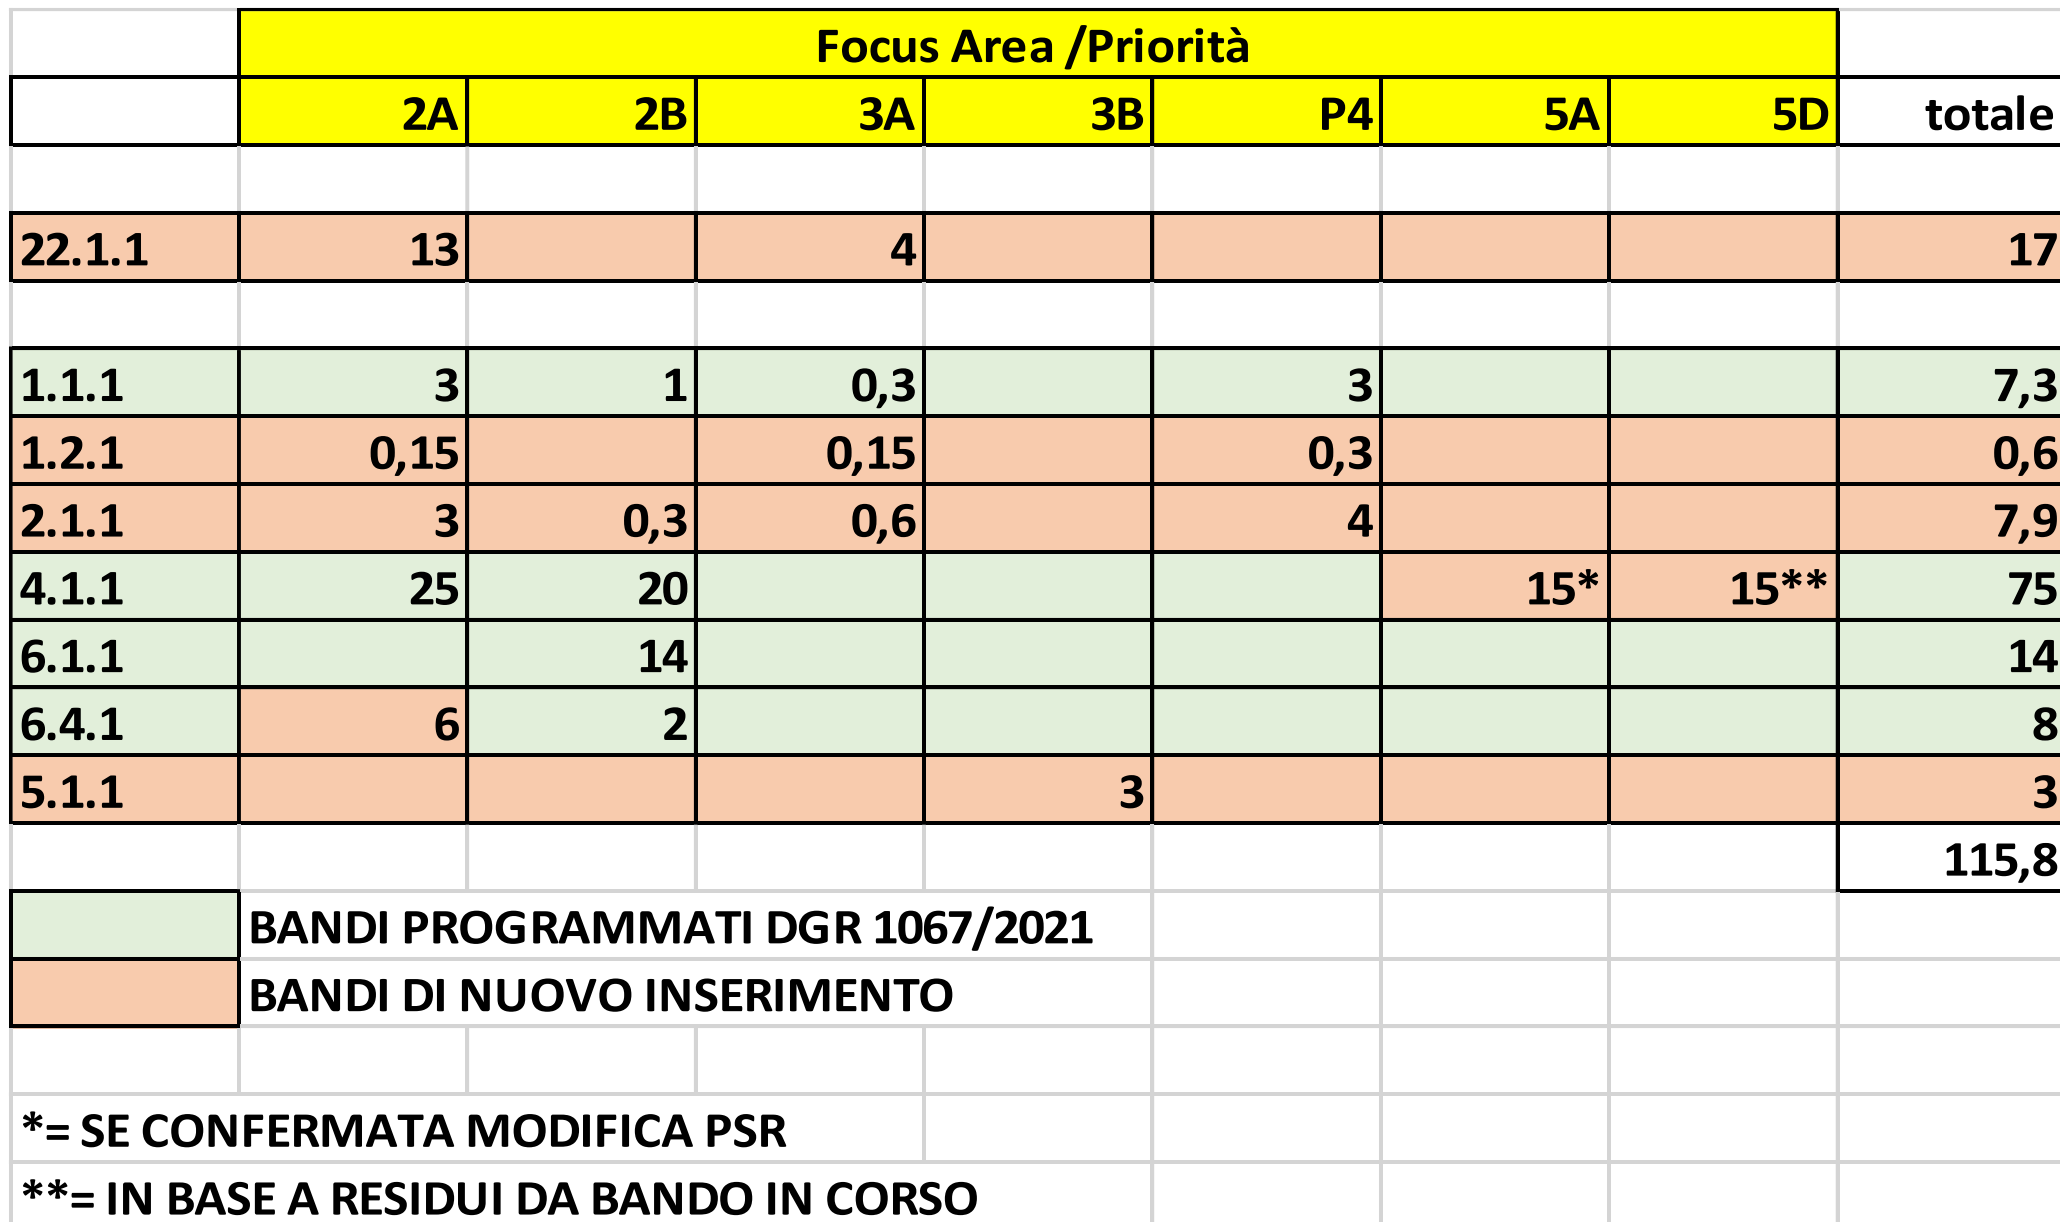 Focus Area /Priorità
2A 2B 3A 3B P4 5A 5D totale
22.1.1 13 4 17
1.1.1 3 1 0,3 3 7,3
1.2.1 0,15 0,15 0,3 0,6
2.1.1 3 0,3 0,6 4 7,9
4.1.1 25 20 15* 15** 75
6.1.1 14 14
6.4.1 6 2 8
5.1.1 3 3
115,8
BANDI PROGRAMMATI DGR 1067/2021
BANDI DI NUOVO INSERIMENTO
*= SE CONFERMATA MODIFICA PSR
**= IN BASE A RESIDUI DA BANDO IN CORSO